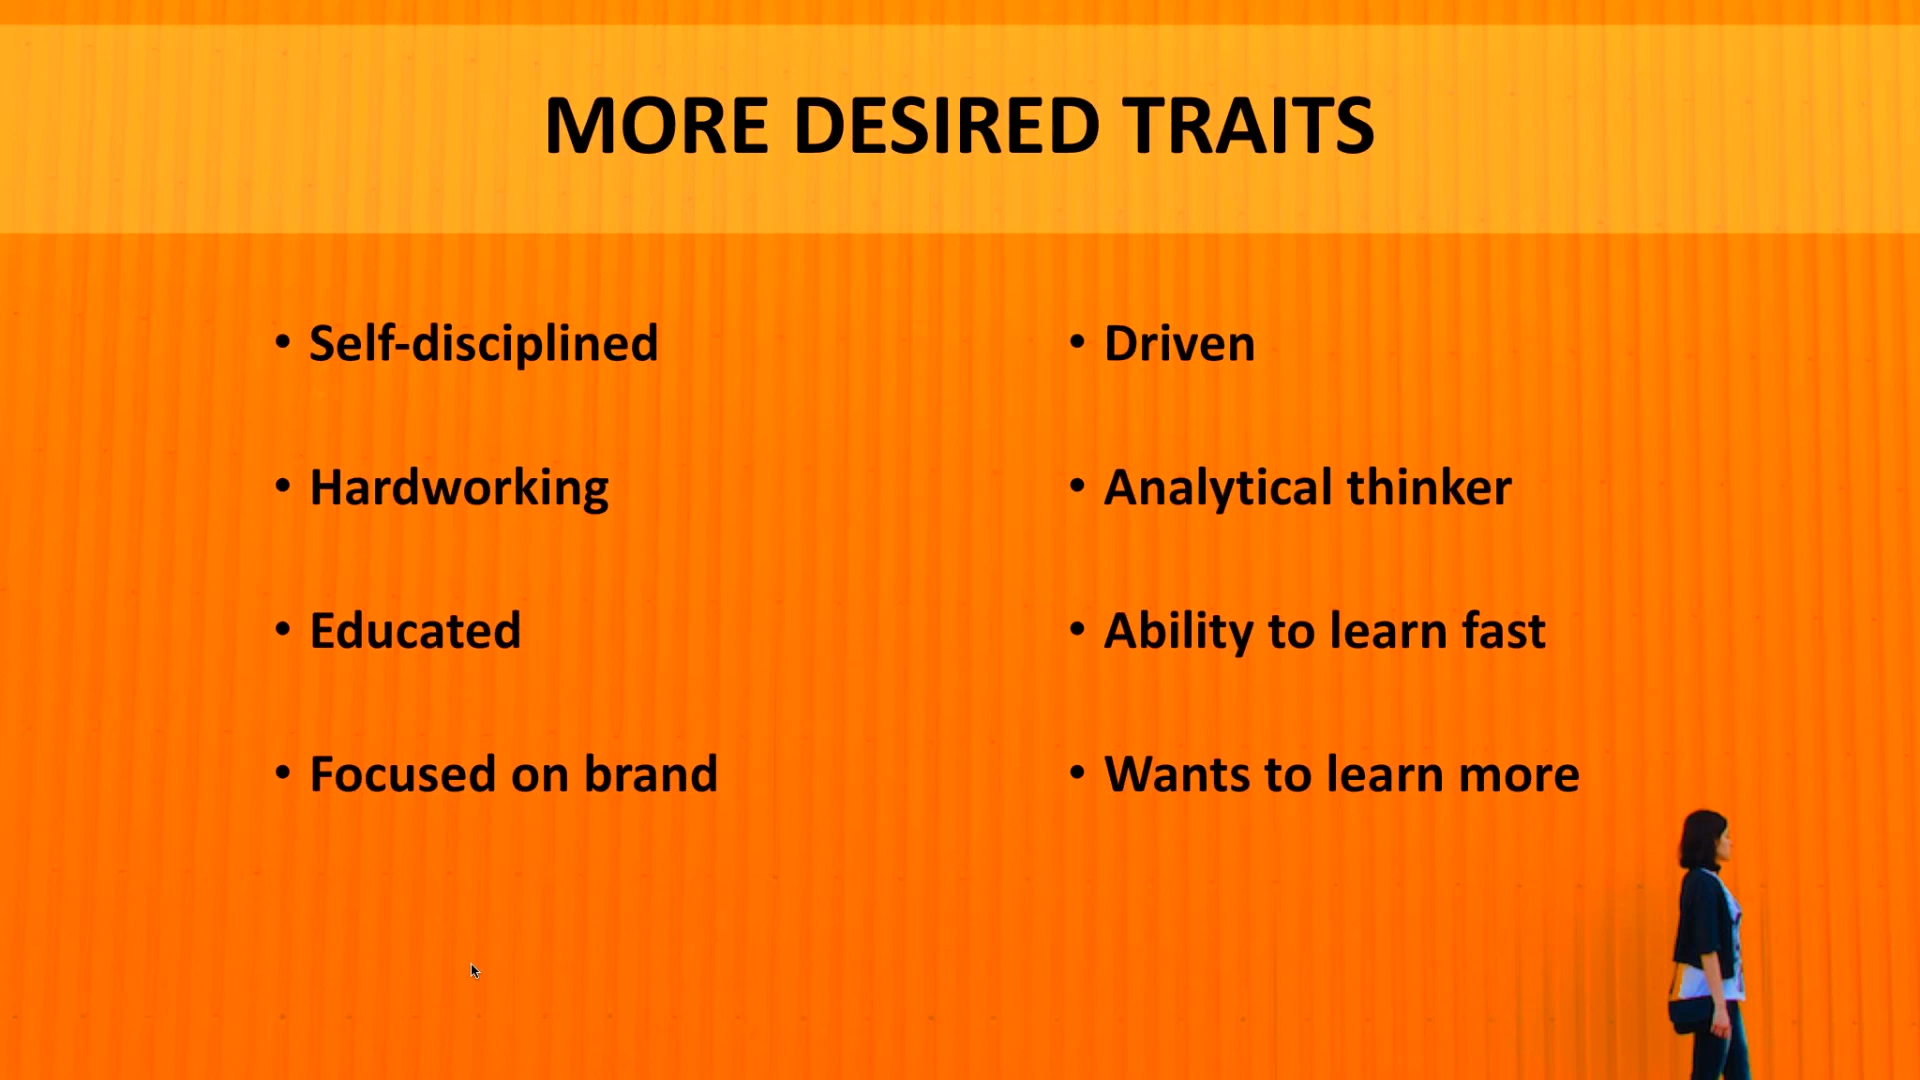 MORE DESIRED TRAITS
• Self-disciplined
• Hardworking
• Educated
• Focused on brand
• Driven
• Analytical thinker
• Ability to learn fast
• Wants to learn more